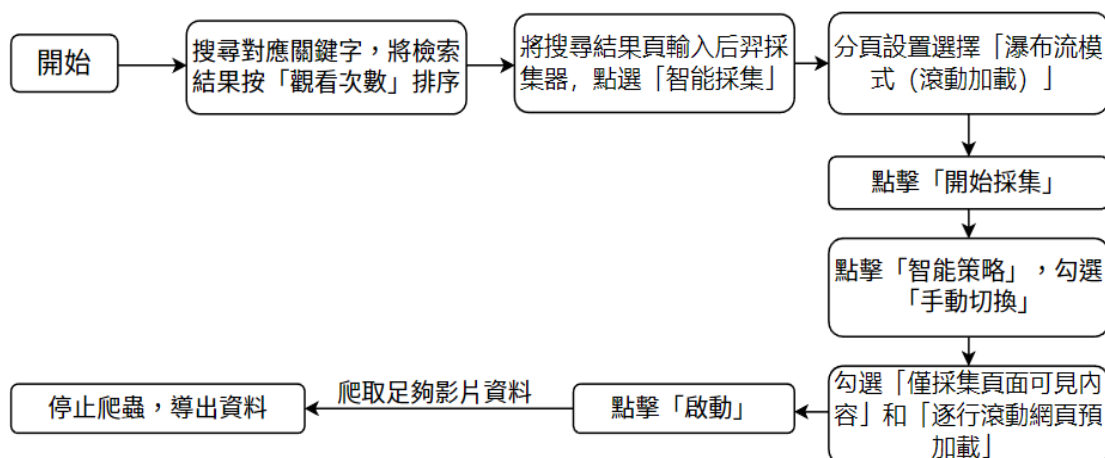 開始
搜尋對應關鍵字，將檢索
結果按「觀看次數」排序
將搜尋結果頁輸入后羿採
集器，點選「智能採集」
分頁設置選擇「瀑布流模
式（滾動加載）」
點擊「開始採集」
點擊「智能策略」，勾選
「手動切換」
勾選「僅採集頁面可見內
容」和「逐行滾動網頁預
加載」
點擊「啟動」
爬取足夠影片資料
停止爬蟲，導出資料